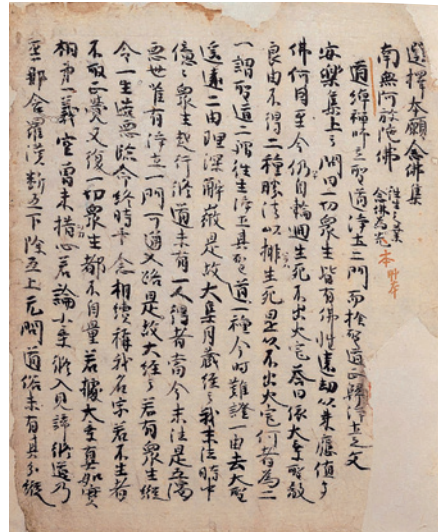 選擇本願念佛集
南無阿弥陀佛 往生之業
念佛為先 本
道綽禪師立聖道淨土二門而捨聖道正歸淨土之文
安樂集上云問曰一切衆生皆有佛性遠劫以来應値多
佛何因至今仍自輪迴生死不出火宅荅曰依大乘聖教
良由不得二種勝法以排生死是以不出火宅何者為二
一謂聖道二謂往生淨土其聖道一種今時難證一由去大聖
遥遠二由理深解微是故大集月藏経云我末法時中
億〻衆生起行修道未有一人得者當今末法是五濁
惡世唯有淨土一門可通入路是故大経云若有衆生縱
令一生造惡臨命終時十念相續稱我名字若不生者
不取正覺又復一切衆生都不自量若據大乘真如實
相第一義空曽未措心若論小乘修入見諦修道乃
至那含羅漢斷五下除五上无問道俗未有其分縱